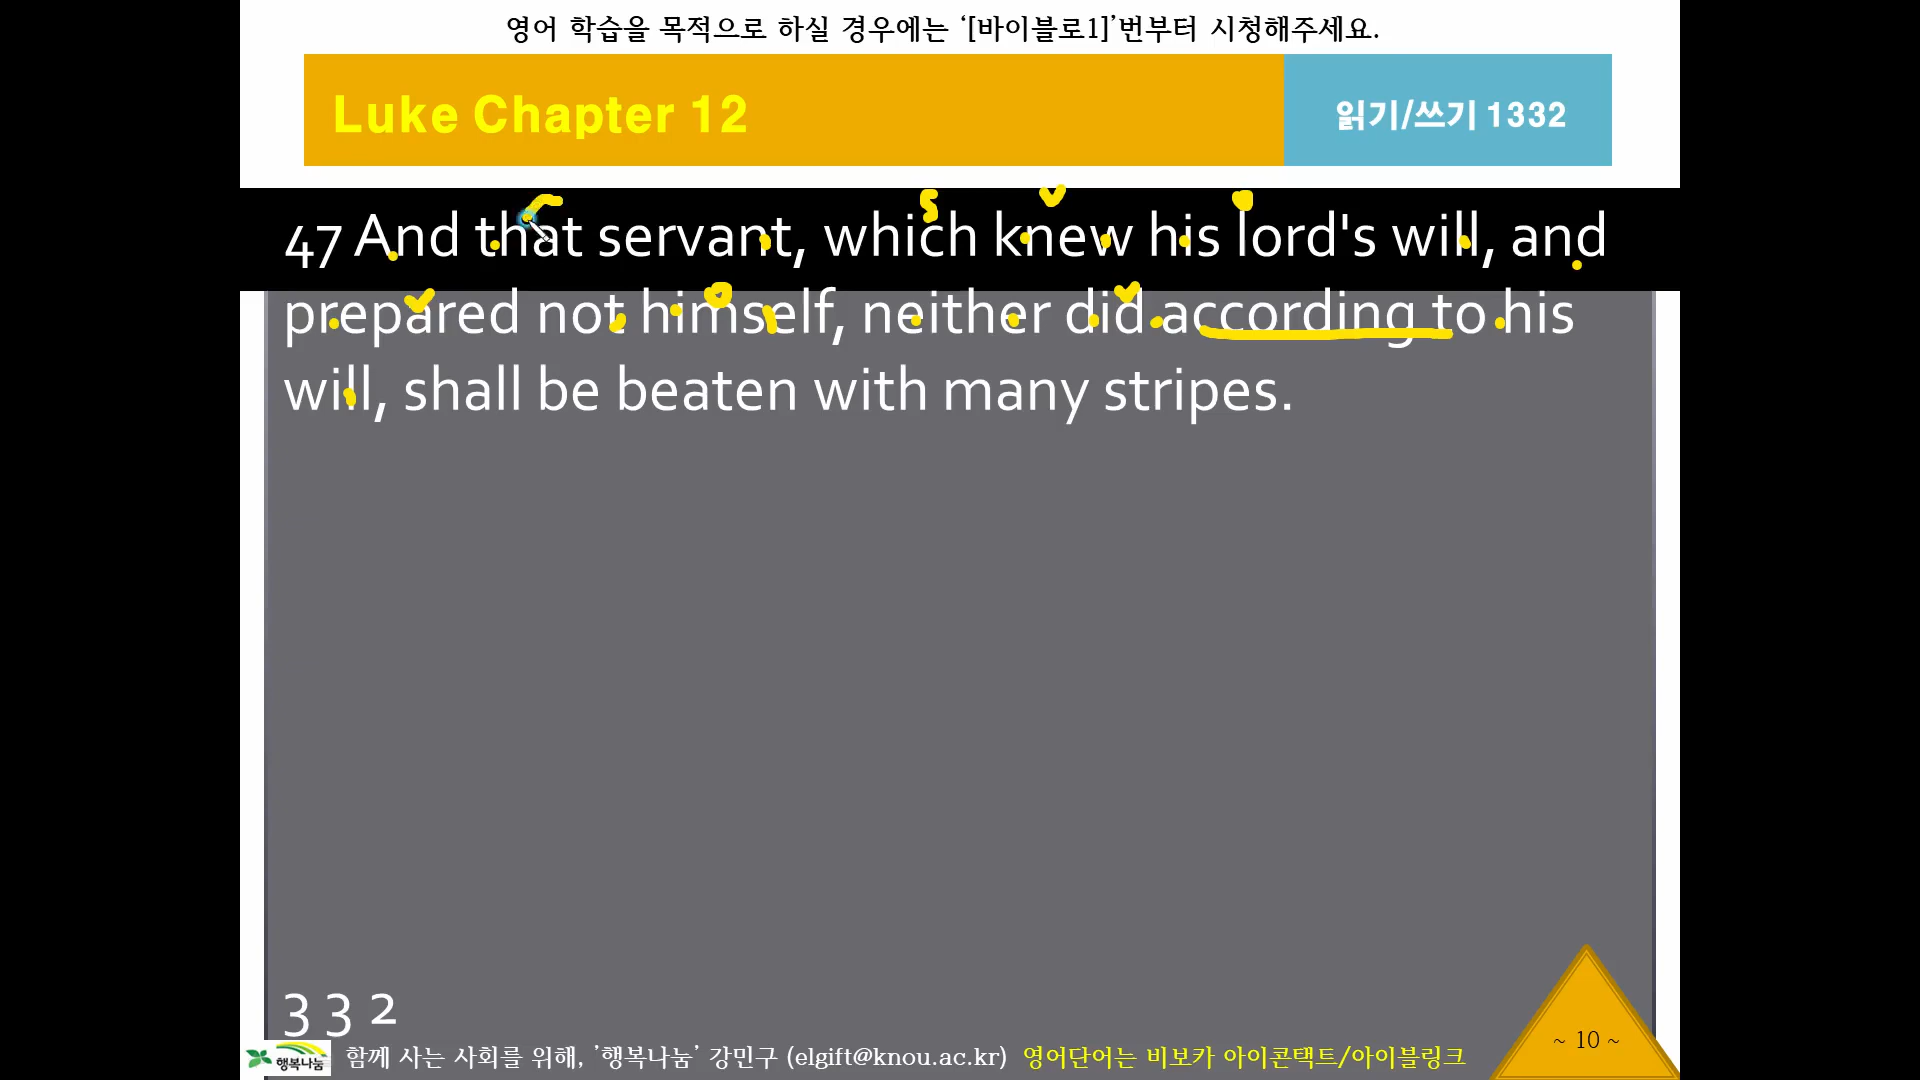 영어 학습을 목적으로 하실 경우에는 ‘[바이블로1]’번부터 시청해주세요.
Luke Chapter 12
읽기/쓰기 1332
47 And that servant, which knew his lord's will, and
prepared not himself, neither did according to his
will, shall be beaten with many stripes.
3 3 2
~ 10 ~
행복나눔
함께 사는 사회를 위해, ’행복나눔’ 강민구 (elgift@knou.ac.kr) 영어단어는 비보카 아이콘택트/아이블링크